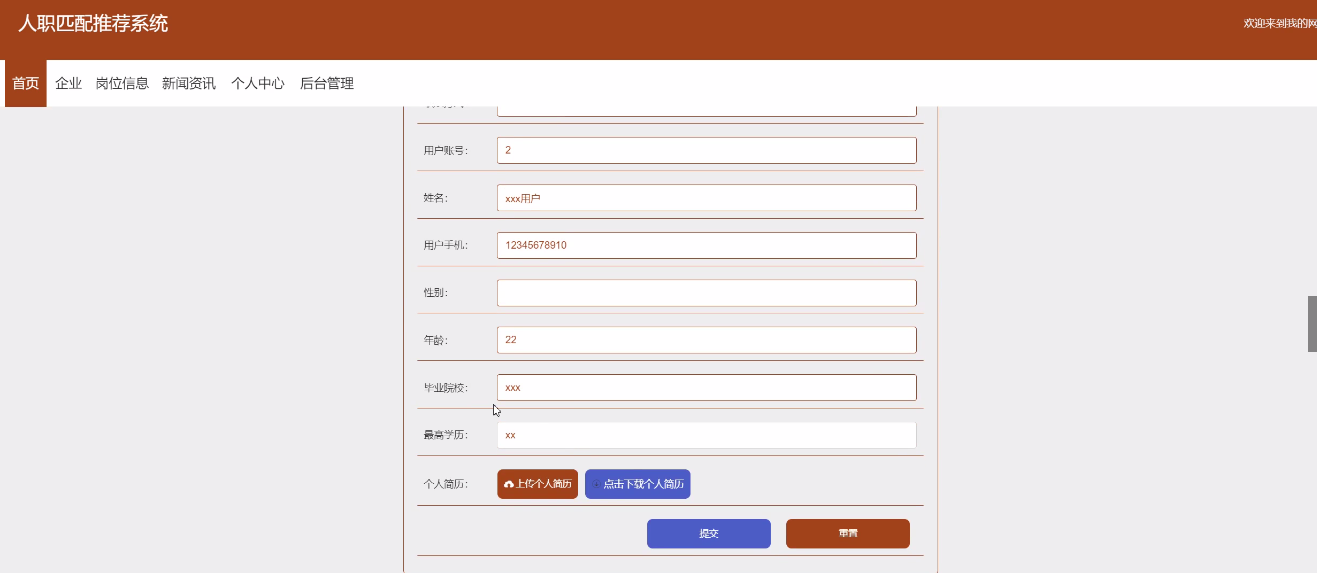 人职匹配推荐系统
欢迎来到我的网
首页 企业 岗位信息 新闻资讯 个人中心 后台管理
用户账号： 2
姓名： xxx用户
用户手机： 12345678910
性别：
年龄： 22
毕业院校： xxx
最高学历： xx
个人简历： 上传个人简历 点击下载个人简历
提交 重置